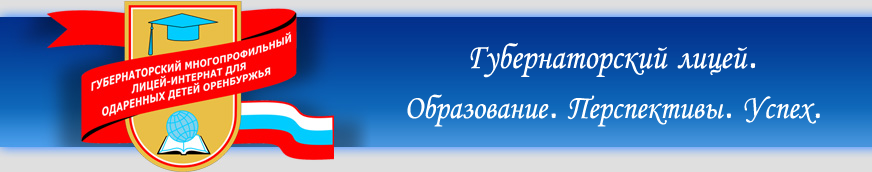 ГУБЕРНАТОРСКИЙ МНОГОПРОФИЛЬНЫЙ
ЛИЦЕЙ-ИНТЕРНАТ ДЛЯ
ОДАРЕННЫХ ДЕТЕЙ ОРЕНБУРЖЬЯ
Губернаторский лицей.
Образование. Перспективы. Успех.